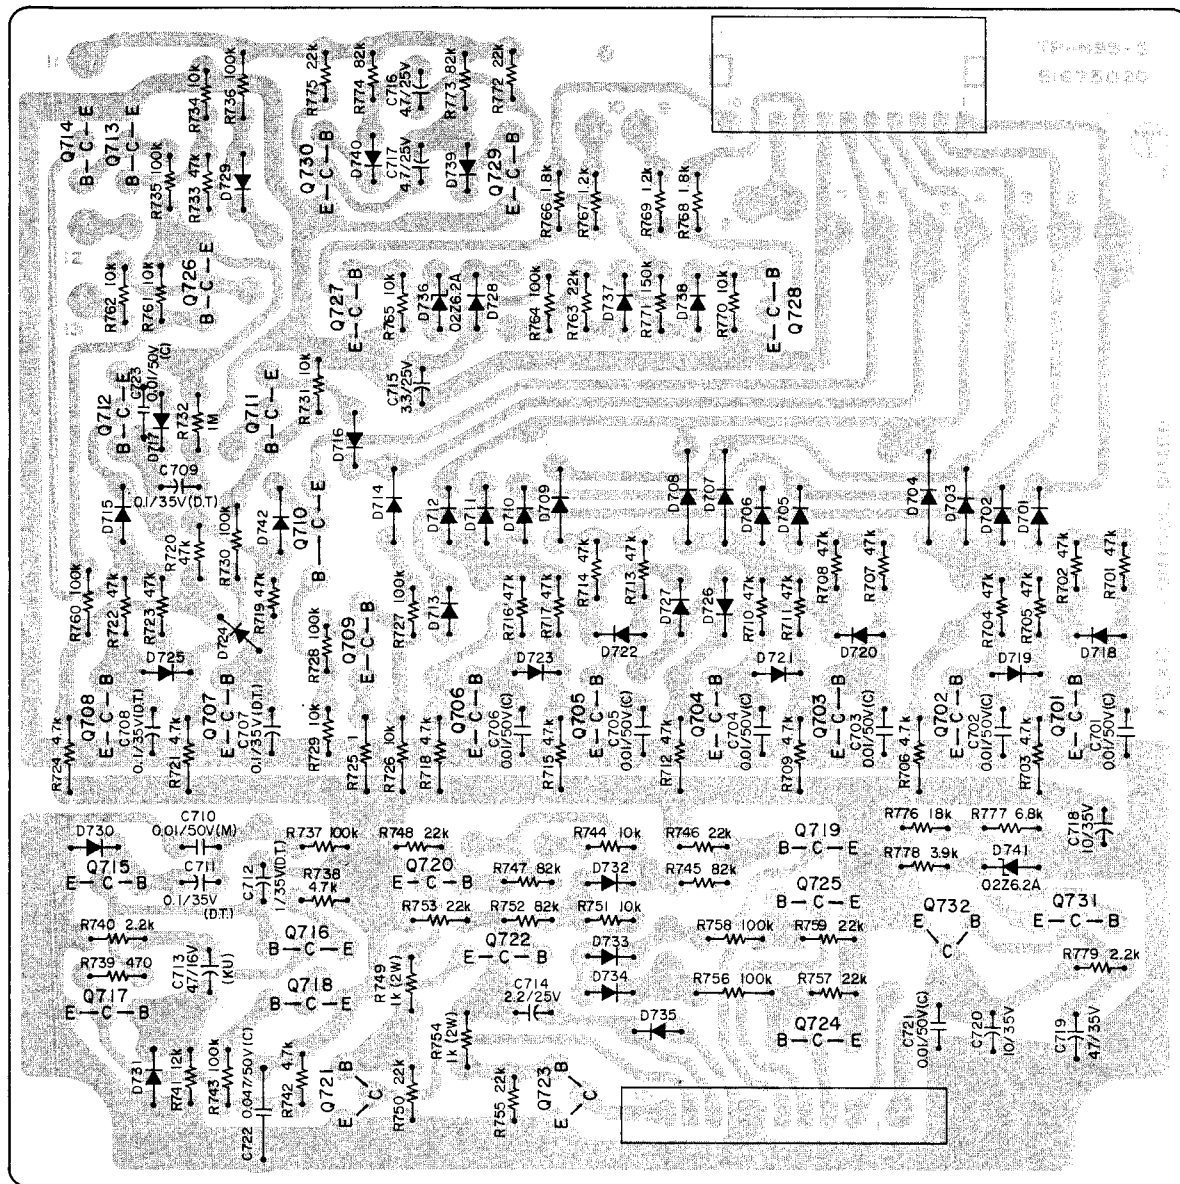 TP-M99-S
51673020
R734 10k
R736 100k
R775 22k
R774 82k
C716 4.7/25V
R773 82k
R772 22k
Q714
B-C-E
Q713
B-C-E
R735 100k
R733 47k
D729
Q730
E-C-B
D740
C717 4.7/25V
D739
Q729
E-C-B
R766 1.8k
R767 1.2k
R769 1.2k
R768 1.8k
R762 10k
R761 10k
Q726
B-C-E
Q727
E-C-B
R765 10k
D736
02Z6.2A
D728
R764 100k
R763 22k
D737
R771 150k
D738
R770 10k
E-C-B
Q728
Q712
B-C-E
C723
0.01/50V(C)
D717
R732
1M
Q711
B-C-E
R731 10k
D716
C715
3.3/25V
C709
0.1/35V(D.T)
D715
R720
47k
R730 100k
D742
Q710
B-C-E
D714
D712
D711
D710
D709
D708
D707
D706
D705
D704
D703
D702
D701
R760 100k
R722 47k
R723 47k
D724
R719 47k
R728 100k
Q709
E-C-B
R727 100k
D713
R716 47k
R717 47k
R714 47k
R713 47k
D727
D726
R710 47k
R711 47k
R708 47k
R707 47k
R704 47k
R705 47k
R702 47k
R701 47k
D725
D723
D722
D721
D720
D719
D718
R724 4.7k
Q708
E-C-B
C708
0.1/35V(D.T.)
R721 4.7k
Q707
E-C-B
C707
0.1/35V(D.T.)
R729 10k
R725 1
R726 10k
R718 4.7k
Q706
E-C-B
C706
0.01/50V(C)
R715 4.7k
Q705
E-C-B
C705
0.01/50V(C)
R712 47k
Q704
E-C-B
C704
0.01/50V(C)
R709 4.7k
Q703
E-C-B
C703
0.01/50V(C)
R706 4.7k
Q702
E-C-B
C702
0.01/50V(C)
R703 47k
Q701
E-C-B
C701
0.01/50V(C)
D730
C710
0.01/50V(M)
R737 100k
R748 22k
R744 10k
R746 22k
Q719
B-C-E
R776 18k
R777 6.8k
C718
10/35V
Q715
E-C-B
C711
0.1/35V
(D.T.)
C712
1/35V(D.T.)
R738
4.7k
Q720
E-C-B
R747 82k
D732
R745 82k
R778 3.9k
D741
02Z6.2A
Q725
B-C-E
R753 22k
R752 82k
R751 10k
R740 2.2k
Q716
B-C-E
Q722
B-C-E
D733
R758 100k
R759 22k
Q732
E B
C
Q731
E-C-B
R739 470
C713
47/16V
(KU)
Q718
B-C-E
R749
1k (2W)
C714
2.2/25V
D734
R756 100k
R757 22k
R779 2.2k
Q717
E-C-B
R754
1k (2W)
D735
Q724
B-C-E
C721
0.01/50V(C)
C720
10/35V
C719
47/35V
D731
R741 12k
R743 100k
C722 0.047/50V(C)
R742 4.7k
Q721
B
C
E
R750 22k
R755 22k
Q723
B
C
E